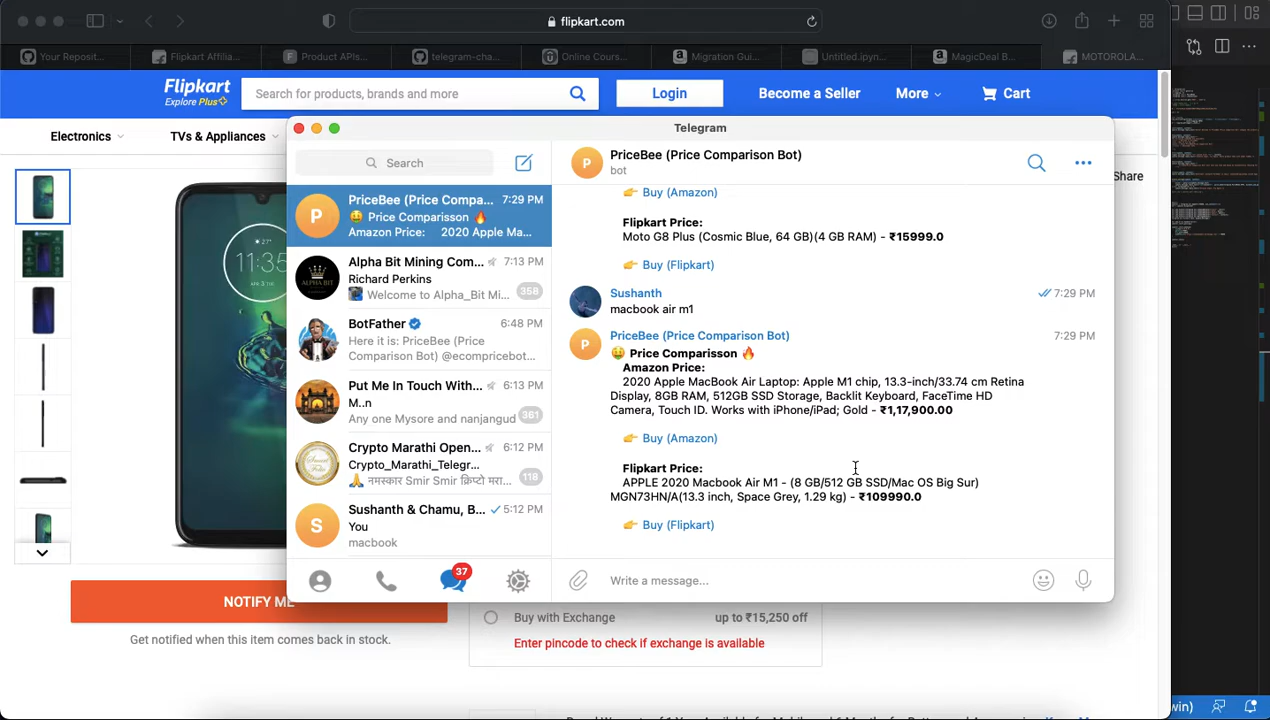 flipkart.com
Your Reposit...
Flipkart Affilia...
Product APIs...
telegram-cha...
Online Cours...
Migration Gui...
Untitled.ipyn...
MagicDeal B...
MOTOROLA...
Flipkart
Explore Plus
Search for products, brands and more
Login
Become a Seller
More
Cart
Electronics
TVs & Appliances
Share
Telegram
Search
PriceBee (Price Compa... 7:29 PM
🤑 Price Comparisson 🔥
Amazon Price: 2020 Apple Ma...
Alpha Bit Mining Com... 7:13 PM
Richard Perkins
Welcome to Alpha_Bit Mi... 358
ALPHA BIT
BotFather 6:48 PM
Here it is: PriceBee (Price
Comparison Bot) @ecompricebot...
Put Me In Touch With... 6:13 PM
M..n
Any one Mysore and nanjangud 361
Crypto Marathi Open... 6:12 PM
Crypto_Marathi_Telegr...
🙏 नमस्कार Smir Smir क्रिप्टो मरा... 118
S
Sushanth & Chamu, B... 5:12 PM
You
macbook
37
P
PriceBee (Price Comparison Bot)
bot
👉 Buy (Amazon)
Flipkart Price:
Moto G8 Plus (Cosmic Blue, 64 GB)(4 GB RAM) - ₹15999.0
👉 Buy (Flipkart)
Sushanth 7:29 PM
macbook air m1
P
PriceBee (Price Comparison Bot) 7:29 PM
🤑 Price Comparisson 🔥
Amazon Price:
2020 Apple MacBook Air Laptop: Apple M1 chip, 13.3-inch/33.74 cm Retina
Display, 8GB RAM, 512GB SSD Storage, Backlit Keyboard, FaceTime HD
Camera, Touch ID. Works with iPhone/iPad; Gold - ₹1,17,900.00
👉 Buy (Amazon)
Flipkart Price:
APPLE 2020 Macbook Air M1 - (8 GB/512 GB SSD/Mac OS Big Sur)
MGN73HN/A(13.3 inch, Space Grey, 1.29 kg) - ₹109990.0
👉 Buy (Flipkart)
Write a message...
11:35
NOTIFY ME
Get notified when this item comes back in stock.
Buy with Exchange
up to ₹15,250 off
Enter pincode to check if exchange is available
win)